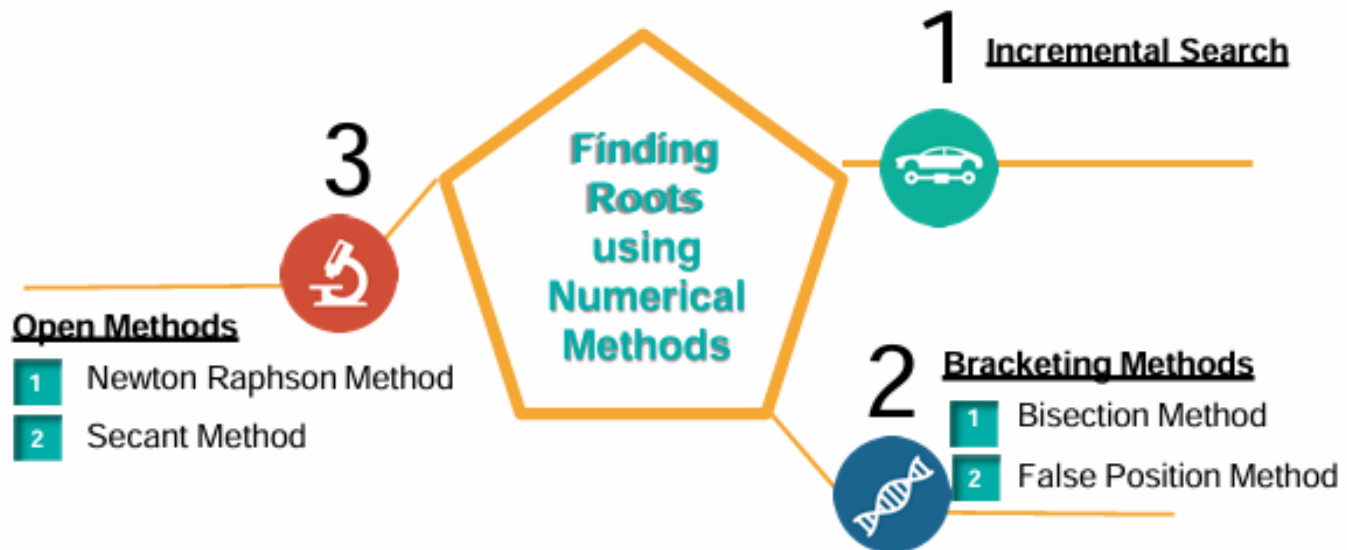 Finding
Roots
using
Numerical
Methods
1
Incremental Search
2
Bracketing Methods
1 Bisection Method
2 False Position Method
3
Open Methods
1 Newton Raphson Method
2 Secant Method